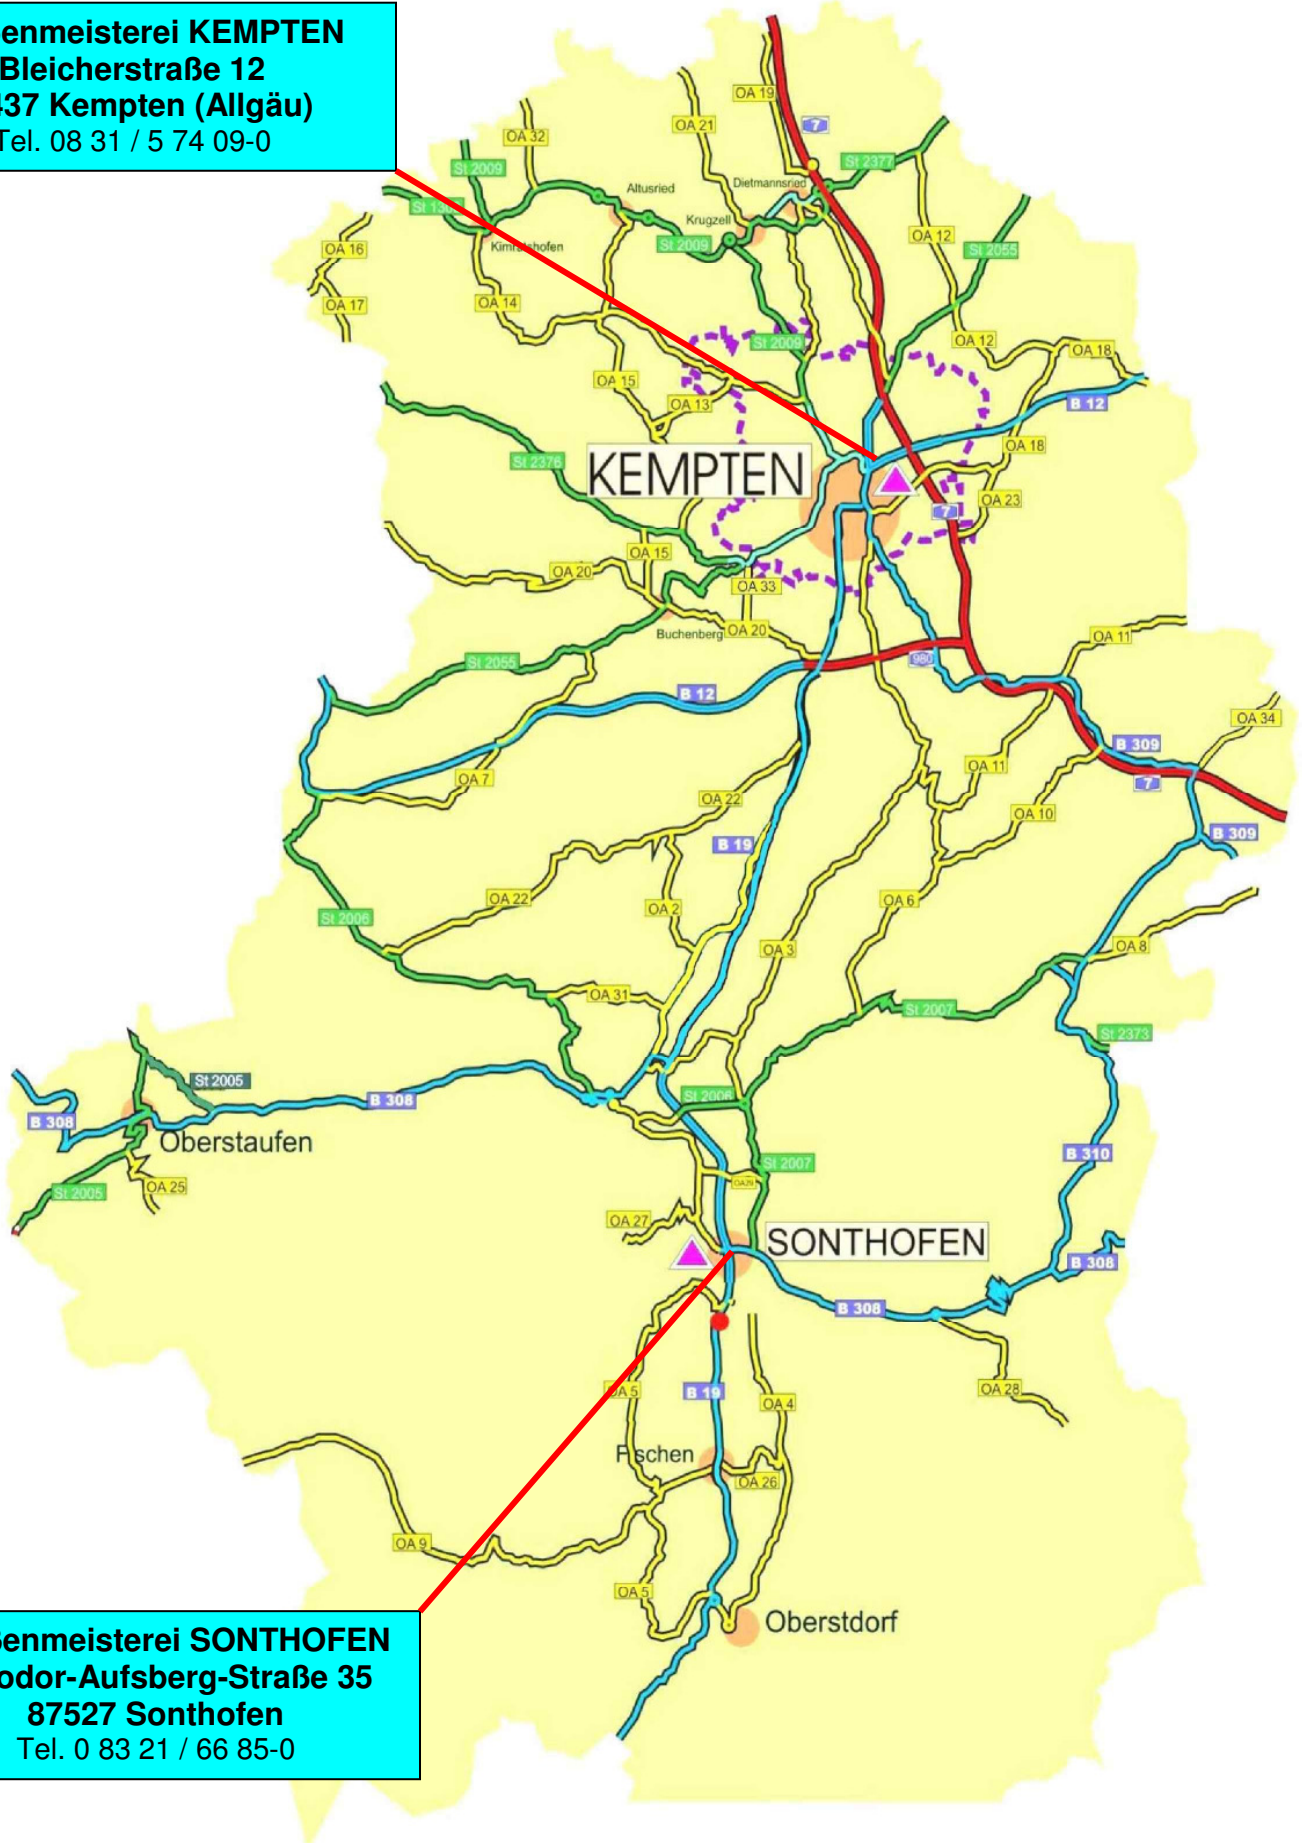 enmeisterei KEMPTEN
Bleicherstraße 12
437 Kempten (Allgäu)
Tel. 08 31 / 5 74 09-0
OA 19
7
OA 32
OA 21
St 2377
St 2009
Altusried
Dietmannsried
Krugzell
St 2009
Kimratshofen
OA 16
OA 12
St 2055
OA 17
OA 14
St 2009
OA 12
OA 18
OA 15
OA 13
B 12
OA 18
St 2376
KEMPTEN
OA 23
7
OA 15
OA 20
OA 33
Buchenberg
OA 20
OA 11
St 2055
980
B 12
OA 34
B 309
OA 7
OA 11
7
OA 22
OA 10
B 19
B 309
OA 22
OA 2
OA 6
St 2006
OA 3
OA 8
OA 31
St 2007
St 2373
St 2005
B 308
St 2006
B 308
Oberstaufen
B 310
St 2007
OA 25
St 2005
OA29
OA 27
SONTHOFEN
B 308
B 308
OA 5
B 19
OA 4
OA 28
Fischen
OA 26
OA 9
OA 5
Oberstdorf
enmeisterei SONTHOFEN
odor-Aufsberg-Straße 35
87527 Sonthofen
Tel. 0 83 21 / 66 85-0